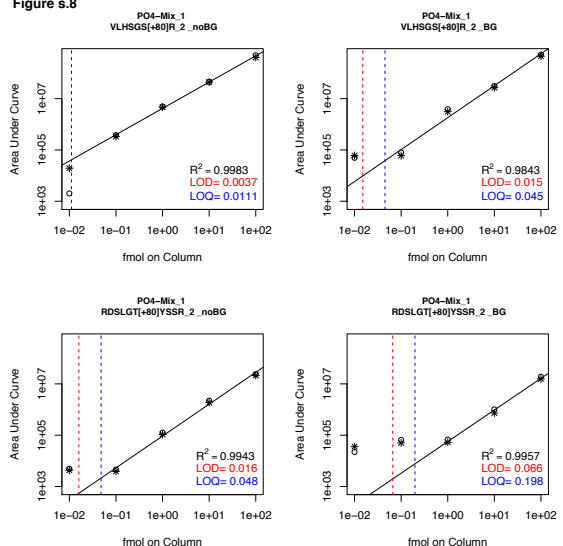 Figure s.8
PO4−Mix_1
VLHSGS[+80]R_2 _noBG
Area Under Curve
1e+03 1e+05 1e+07
R2 = 0.9983
LOD= 0.0037
LOQ= 0.0111
1e−02 1e−01 1e+00 1e+01 1e+02
fmol on Column
PO4−Mix_1
VLHSGS[+80]R_2 _BG
Area Under Curve
1e+03 1e+05 1e+07
R2 = 0.9843
LOD= 0.015
LOQ= 0.045
1e−02 1e−01 1e+00 1e+01 1e+02
fmol on Column
PO4−Mix_1
RDSLGT[+80]YSSR_2 _noBG
Area Under Curve
1e+03 1e+05 1e+07
R2 = 0.9943
LOD= 0.016
LOQ= 0.048
1e−02 1e−01 1e+00 1e+01 1e+02
fmol on Column
PO4−Mix_1
RDSLGT[+80]YSSR_2 _BG
Area Under Curve
1e+03 1e+05 1e+07
R2 = 0.9957
LOD= 0.066
LOQ= 0.198
1e−02 1e−01 1e+00 1e+01 1e+02
fmol on Column